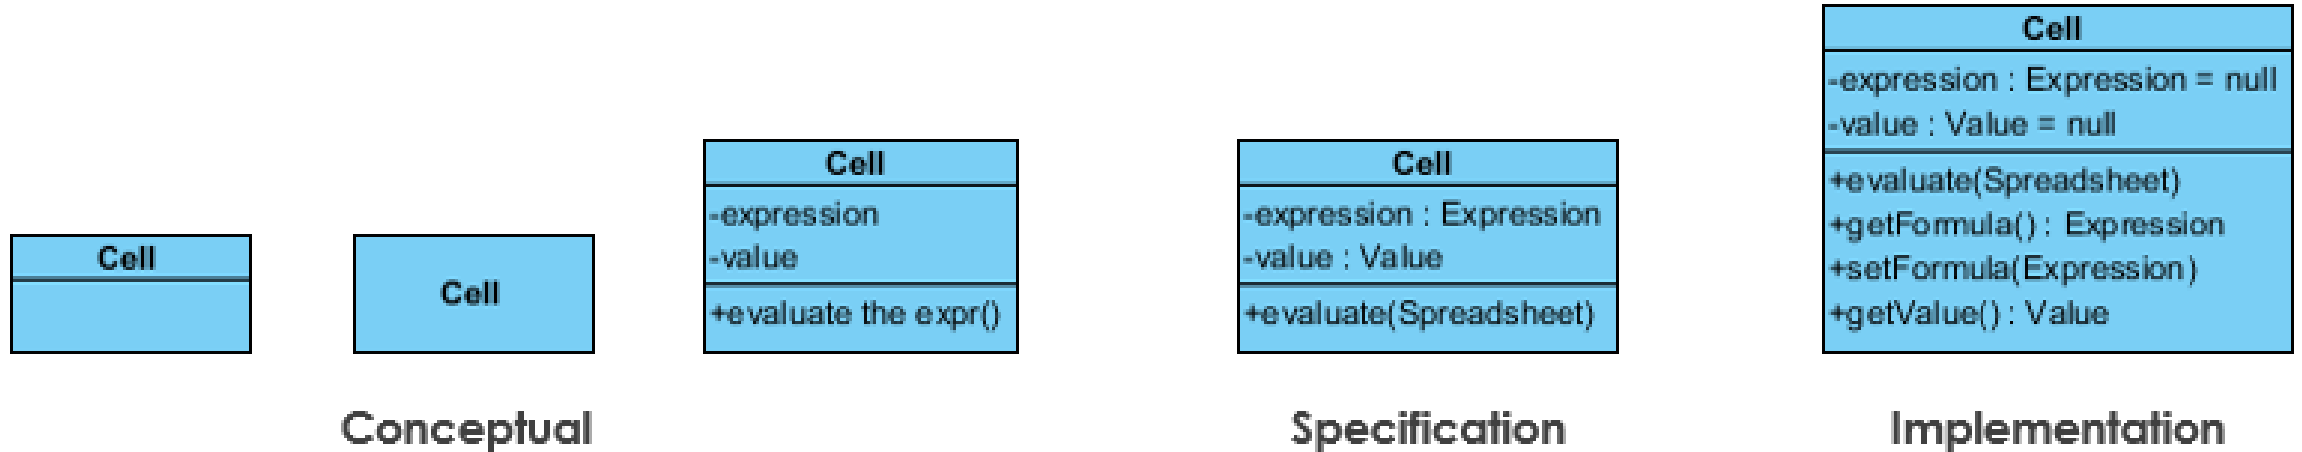 Cell
Cell
Cell
-expression
-value
+evaluate the expr()
Cell
-expression : Expression
-value : Value
+evaluate(Spreadsheet)
Cell
-expression : Expression = null
-value : Value = null
+evaluate(Spreadsheet)
+getFormula() : Expression
+setFormula(Expression)
+getValue() : Value
Conceptual
Specification
Implementation